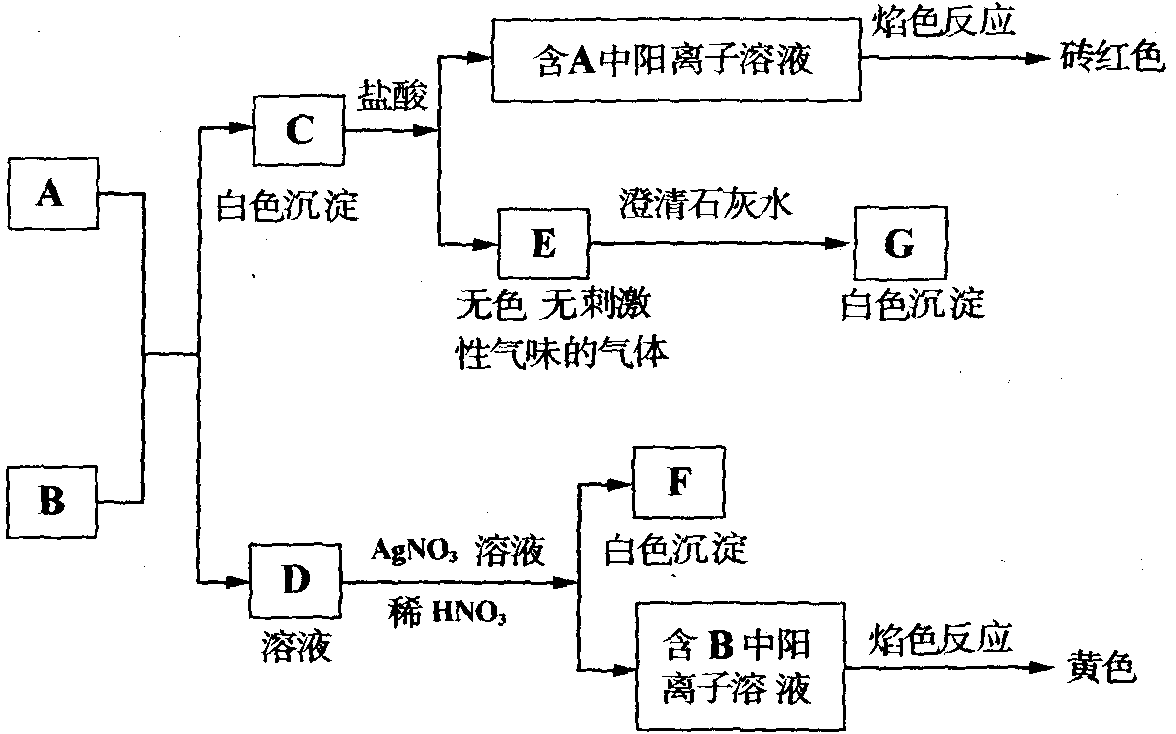 焰色反应
含A中阳离子溶液
砖红色
盐酸
C
A
白色沉淀
澄清石灰水
E
G
无色 无刺激
性气味的气体
白色沉淀
F
B
AgNO₃ 溶液
白色沉淀
D
稀 HNO₃
溶液
含 B 中阳
离子溶液
焰色反应
黄色